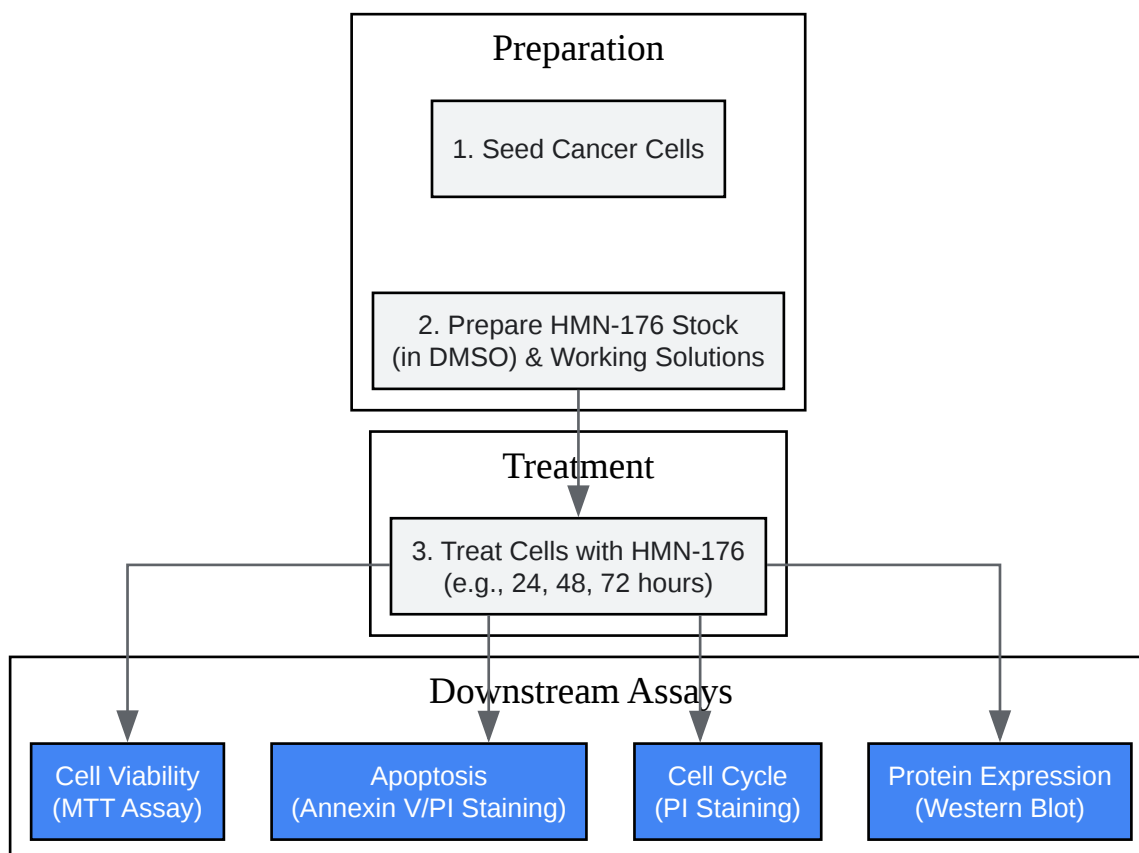 Preparation
1. Seed Cancer Cells
2. Prepare HMN-176 Stock
(in DMSO) & Working Solutions
Treatment
3. Treat Cells with HMN-176
(e.g., 24, 48, 72 hours)
Downstream Assays
Cell Viability
(MTT Assay)
Apoptosis
(Annexin V/PI Staining)
Cell Cycle
(PI Staining)
Protein Expression
(Western Blot)